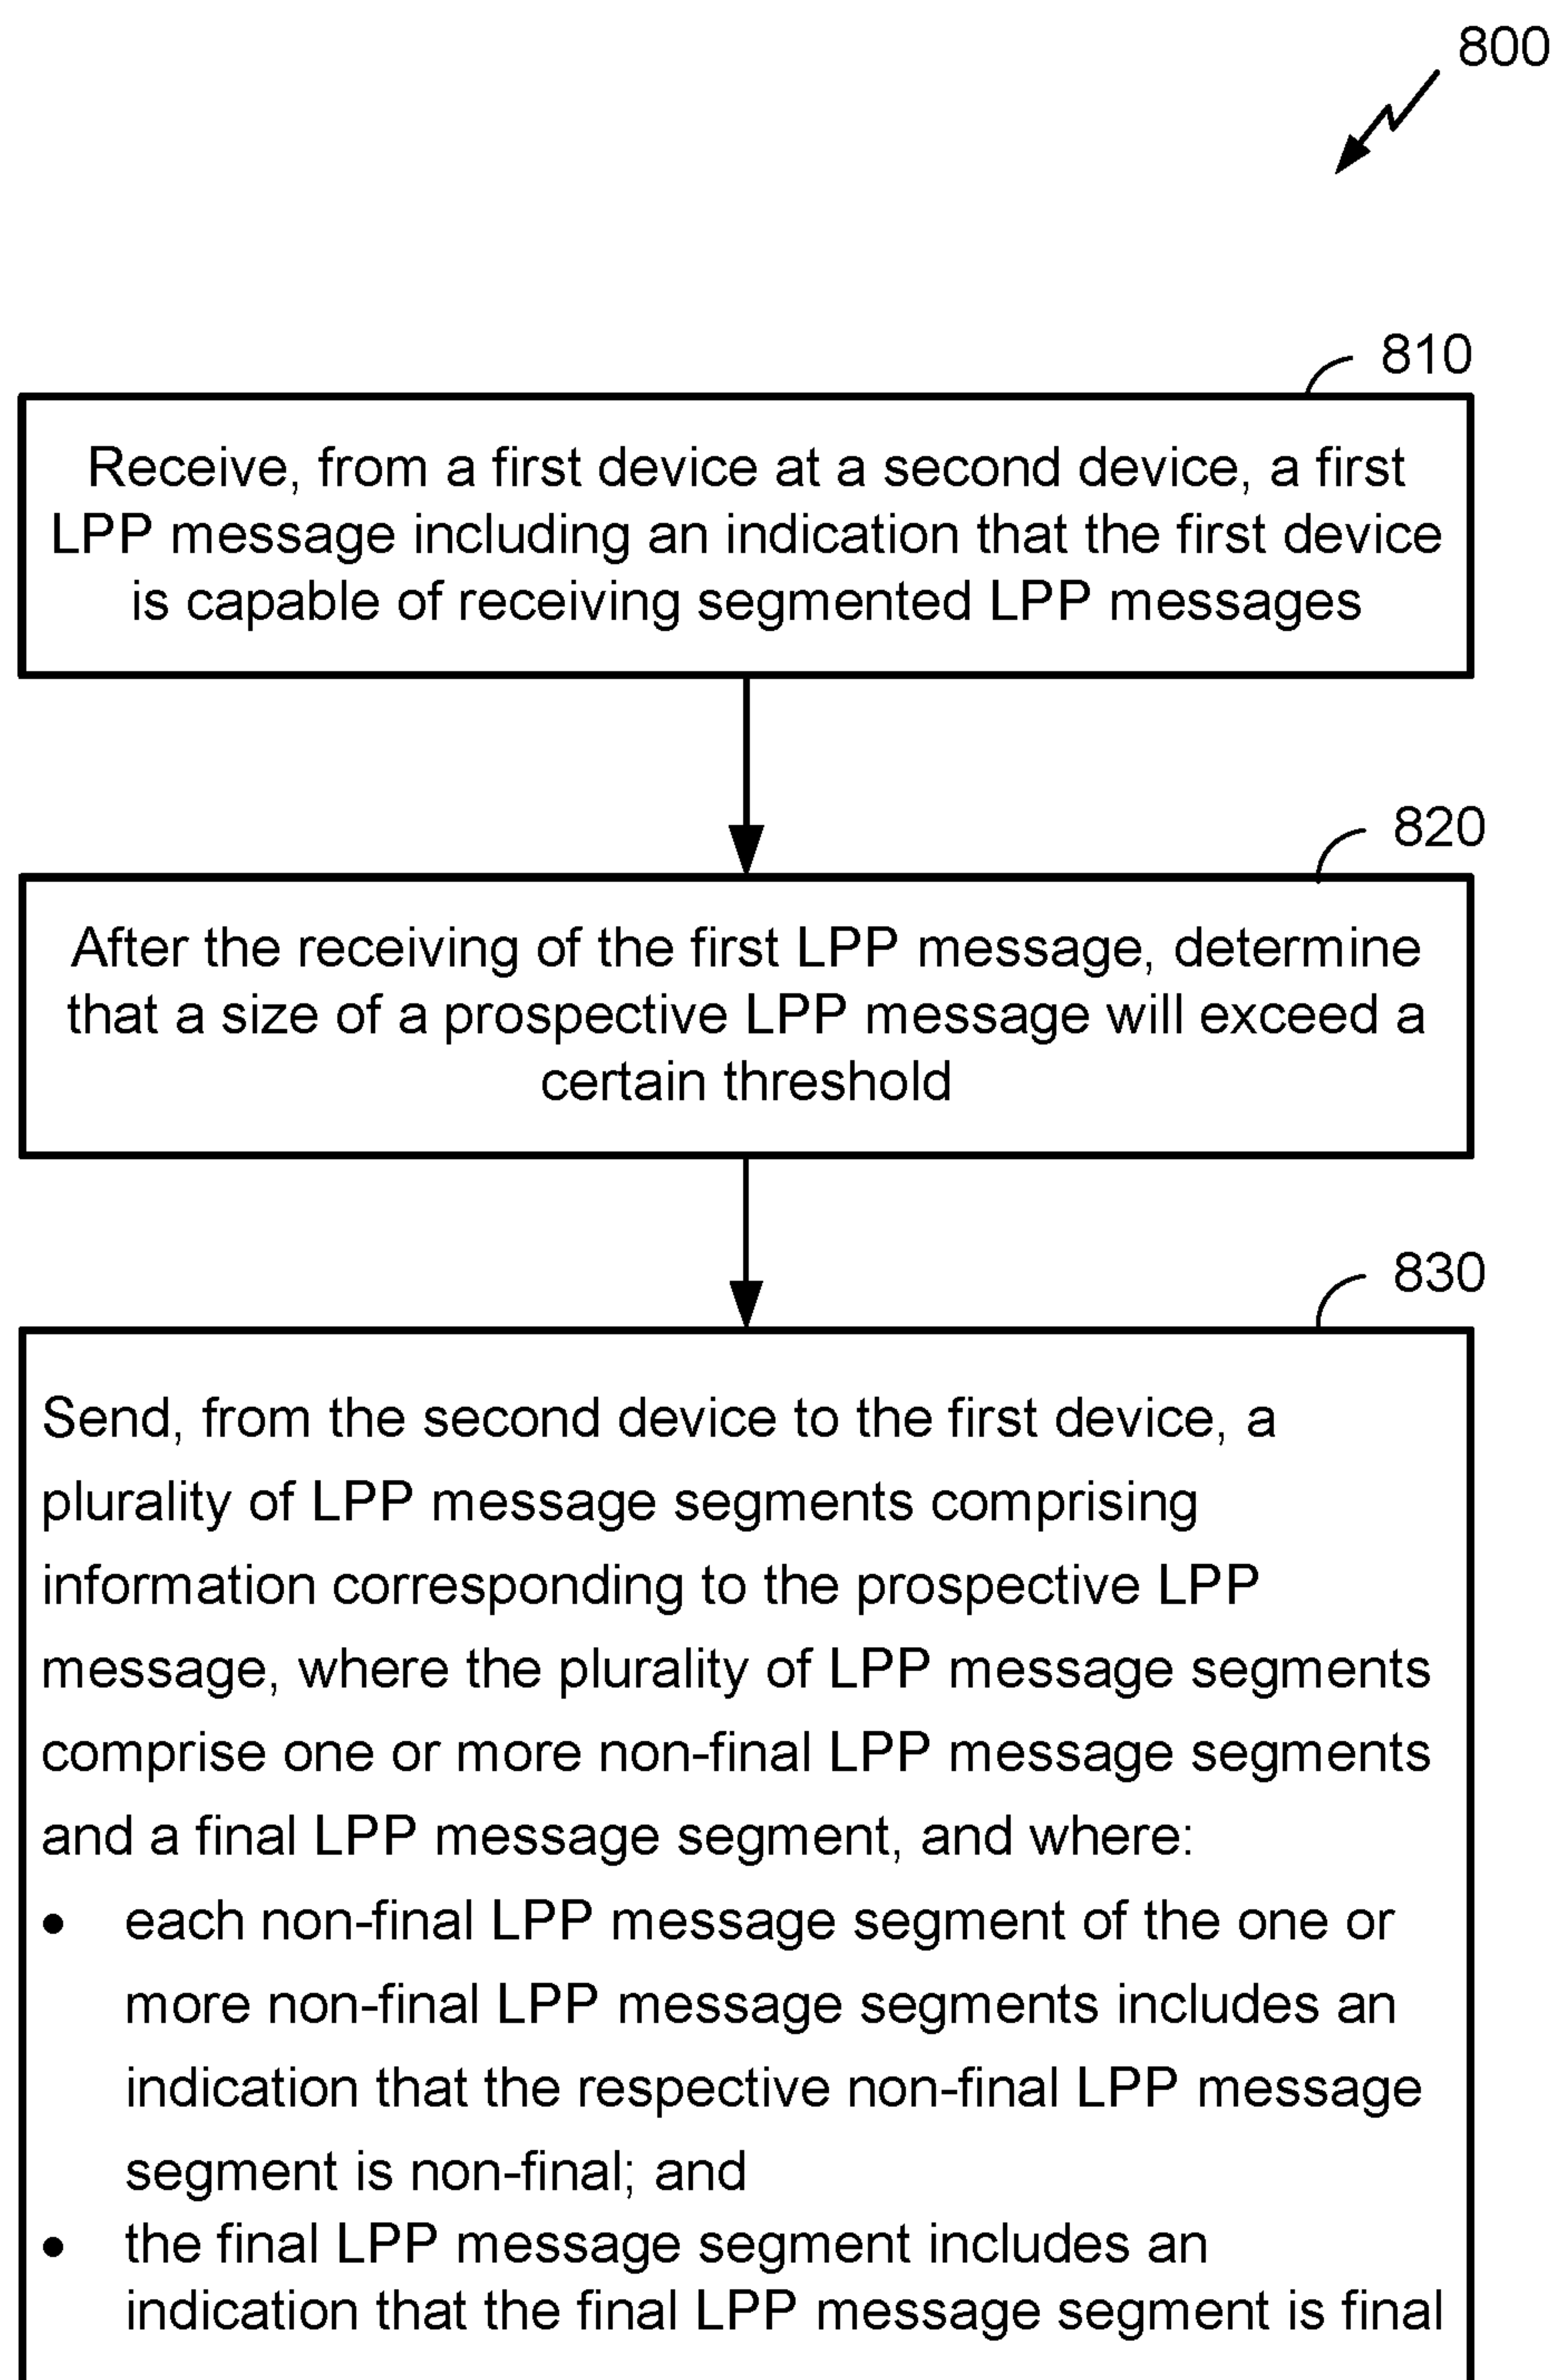 800
810
Receive, from a first device at a second device, a first
LPP message including an indication that the first device
is capable of receiving segmented LPP messages
820
After the receiving of the first LPP message, determine
that a size of a prospective LPP message will exceed a
certain threshold
830
Send, from the second device to the first device, a
plurality of LPP message segments comprising
information corresponding to the prospective LPP
message, where the plurality of LPP message segments
comprise one or more non-final LPP message segments
and a final LPP message segment, and where:
• each non-final LPP message segment of the one or
more non-final LPP message segments includes an
indication that the respective non-final LPP message
segment is non-final; and
• the final LPP message segment includes an
indication that the final LPP message segment is final